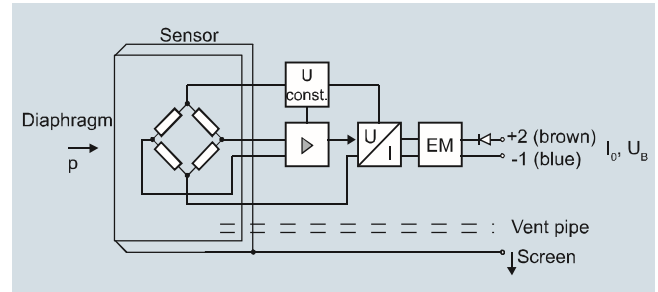 Sensor
Diaphragm
p
U
const.
U
I
EM
+2 (brown)
-1 (blue)
I0, UB
Vent pipe
Screen